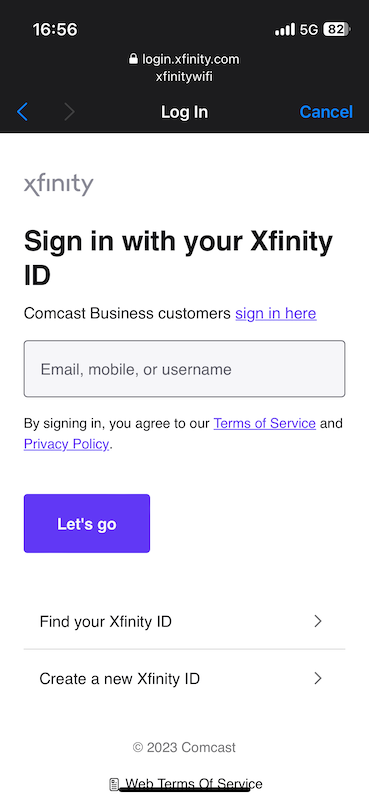 16:56
5G 82
login.xfinity.com
xfinitywifi
Log In
Cancel
xfinity
Sign in with your Xfinity
ID
Comcast Business customers sign in here
Email, mobile, or username
By signing in, you agree to our Terms of Service and
Privacy Policy.
Let's go
Find your Xfinity ID
Create a new Xfinity ID
© 2023 Comcast
Web Terms Of Service